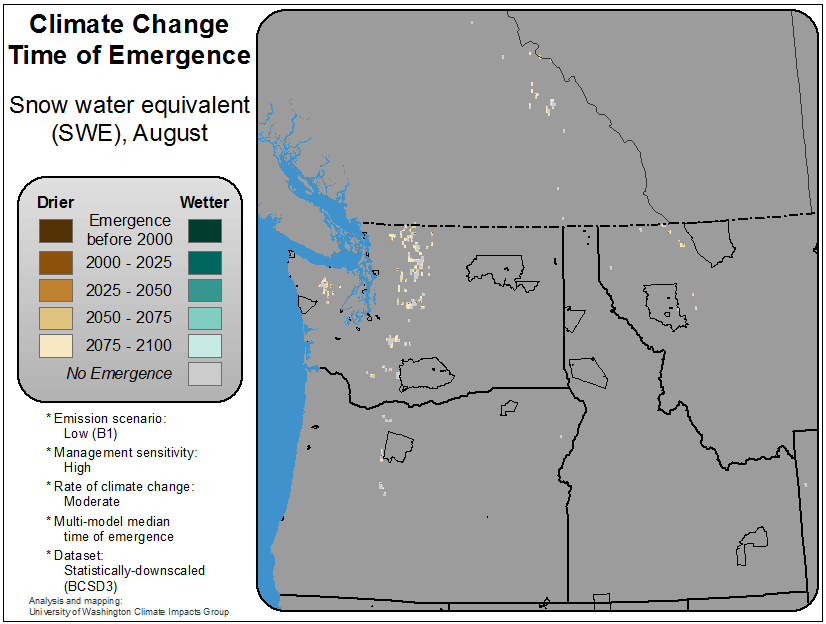 Climate Change
Time of Emergence
Snow water equivalent
(SWE), August
Drier Wetter
Emergence
before 2000
2000 - 2025
2025 - 2050
2050 - 2075
2075 - 2100
No Emergence
* Emission scenario:
Low (B1)
* Management sensitivity:
High
* Rate of climate change:
Moderate
* Multi-model median
time of emergence
* Dataset:
Statistically-downscaled
(BCSD3)
Analysis and mapping:
University of Washington Climate Impacts Group